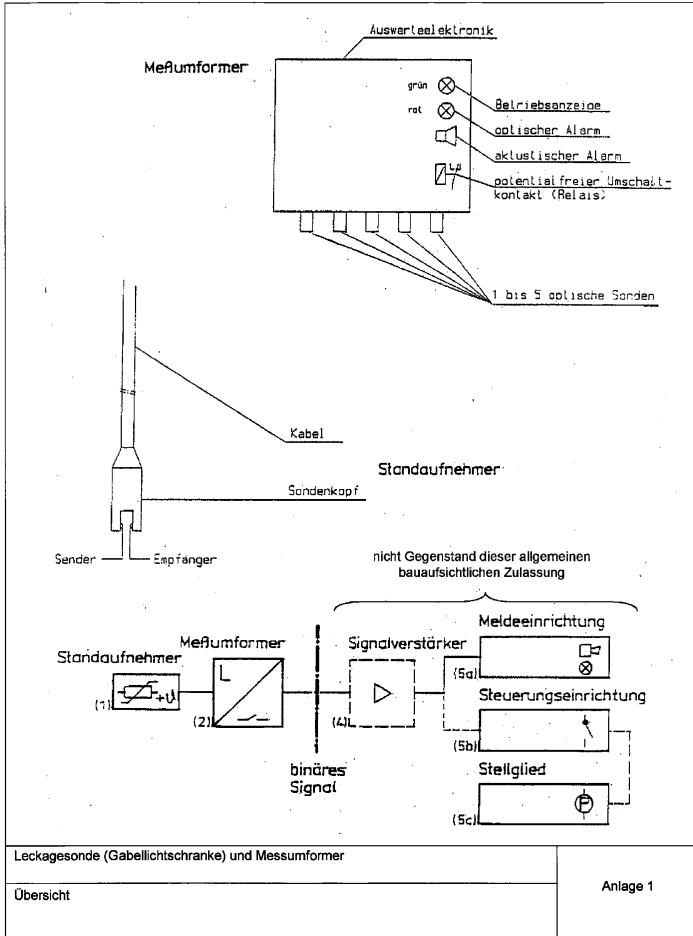 Auswerteelektronik
Meßumformer
grün
rot
Betriebsanzeige
optischer Alarm
aktustischer Alarm
potentialfreier Umschalt-
kontakt (Relais)
1 bis 5 optische Sonden
Kabel
Standaufnehmer
Sondenkopf
Sender
Empfänger
nicht Gegenstand dieser allgemeinen
bauaufsichtlichen Zulassung
Meldeeinrichtung
Meßumformer
Signalverstärker
Standaufnehmer
(5a)
Steuerungseinrichtung
+U
(1)
L
(2)
(4)
(5b)
binäres
Signal
Stellglied
P
(5c)
Leckagesonde (Gabellichtschranke) und Messumformer
Anlage 1
Übersicht